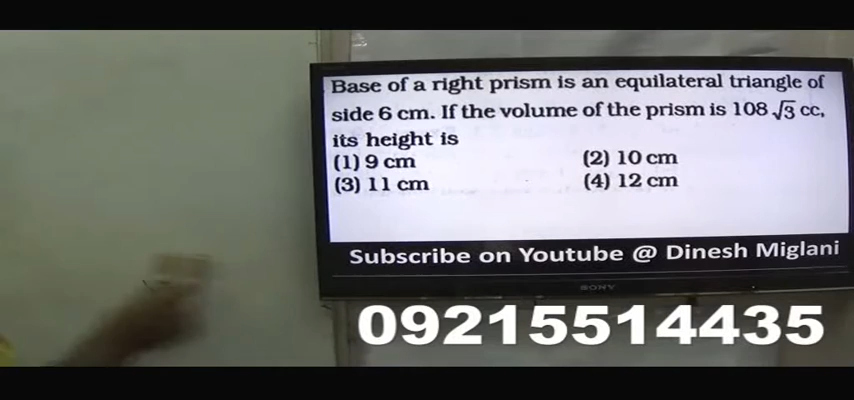 Base of a right prism is an equilateral triangle of
side 6 cm. If the volume of the prism is 108 √3 cc,
its height is
(1) 9 cm (2) 10 cm
(3) 11 cm (4) 12 cm
Subscribe on Youtube @ Dinesh Miglani
SONY
09215514435